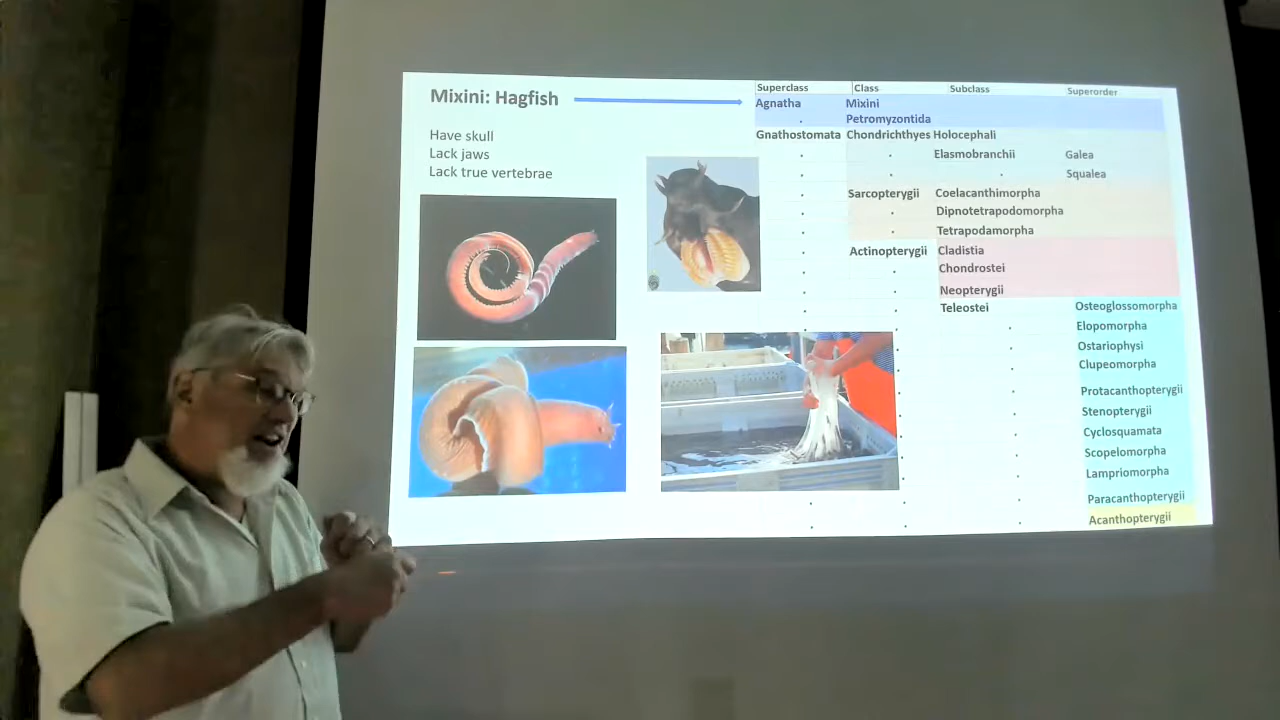 Mixini: Hagfish
Have skull
Lack jaws
Lack true vertebrae
Superclass Class Subclass Superorder
Agnatha Mixini
Petromyzontida
Gnathostomata Chondrichthyes Holocephali
Elasmobranchii Galea
Squalea
Sarcopterygii Coelacanthimorpha
Dipnotetrapodomorpha
Tetrapodamorpha
Actinopterygii Cladistia
Chondrostei
Neopterygii
Teleostei Osteoglossomorpha
Elopomorpha
Ostariophysi
Clupeomorpha
Protacanthopterygii
Stenopterygii
Cyclosquamata
Scopelomorpha
Lampriomorpha
Paracanthopterygii
Acanthopterygii